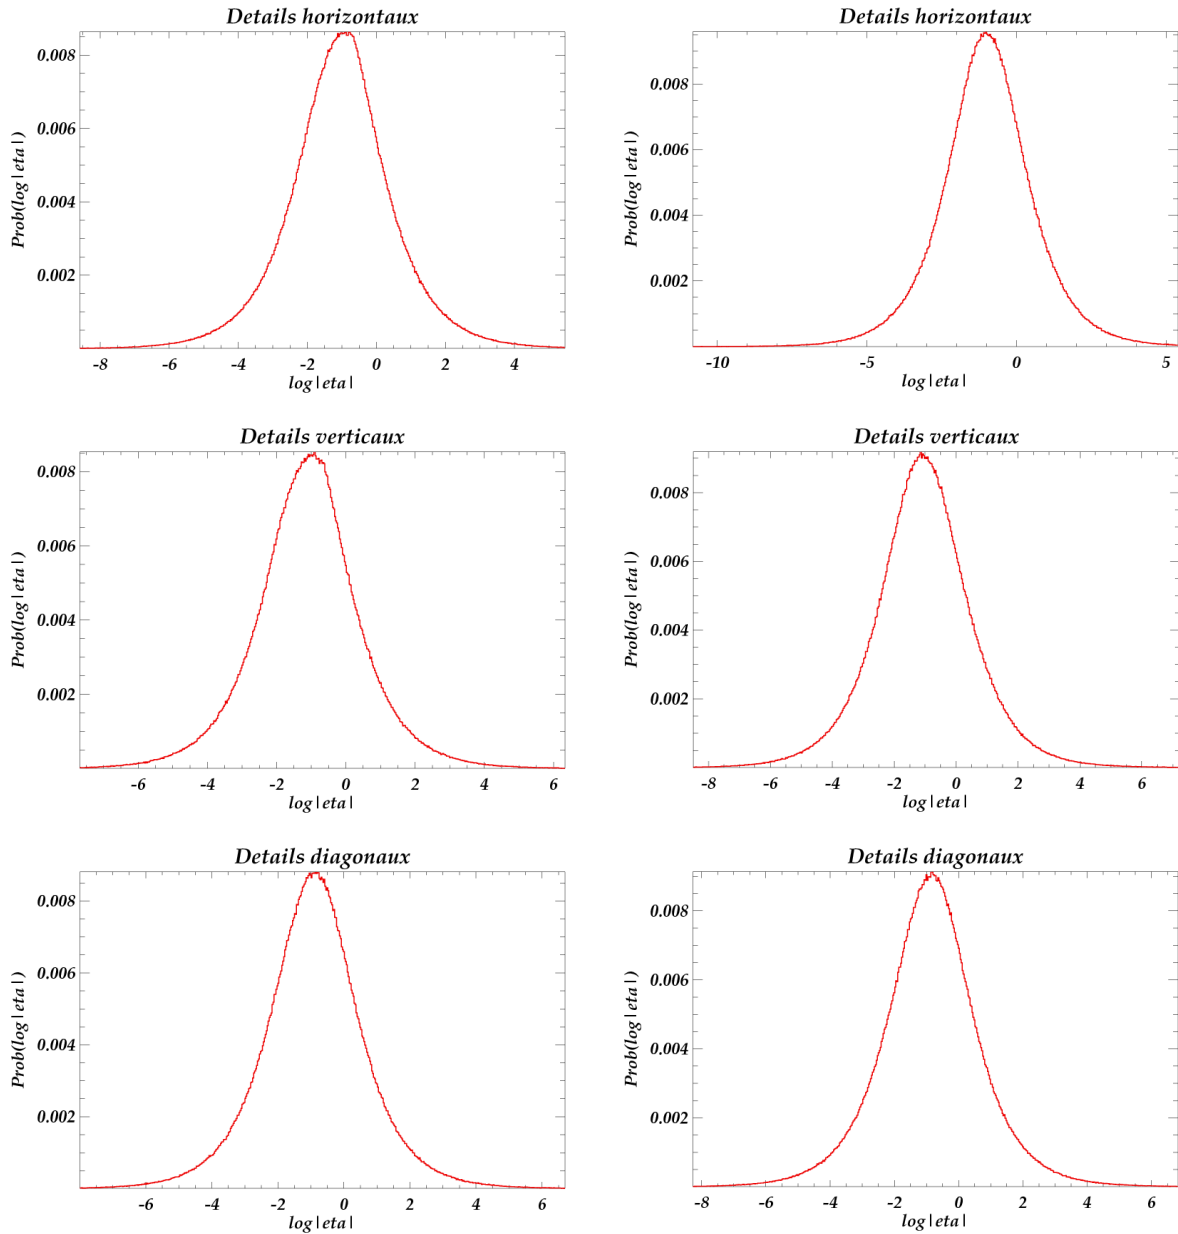 Details horizontaux
Prob(log|eta|)
0.008
0.006
0.004
0.002
-8 -6 -4 -2 0 2 4
log|eta|
Details horizontaux
Prob(log|eta|)
0.008
0.006
0.004
0.002
-10 -5 0 5
log|eta|
Details verticaux
Prob(log|eta|)
0.008
0.006
0.004
0.002
-6 -4 -2 0 2 4 6
log|eta|
Details verticaux
Prob(log|eta|)
0.008
0.006
0.004
0.002
-8 -6 -4 -2 0 2 4 6
log|eta|
Details diagonaux
Prob(log|eta|)
0.008
0.006
0.004
0.002
-6 -4 -2 0 2 4 6
log|eta|
Details diagonaux
Prob(log|eta|)
0.008
0.006
0.004
0.002
-8 -6 -4 -2 0 2 4 6
log|eta|